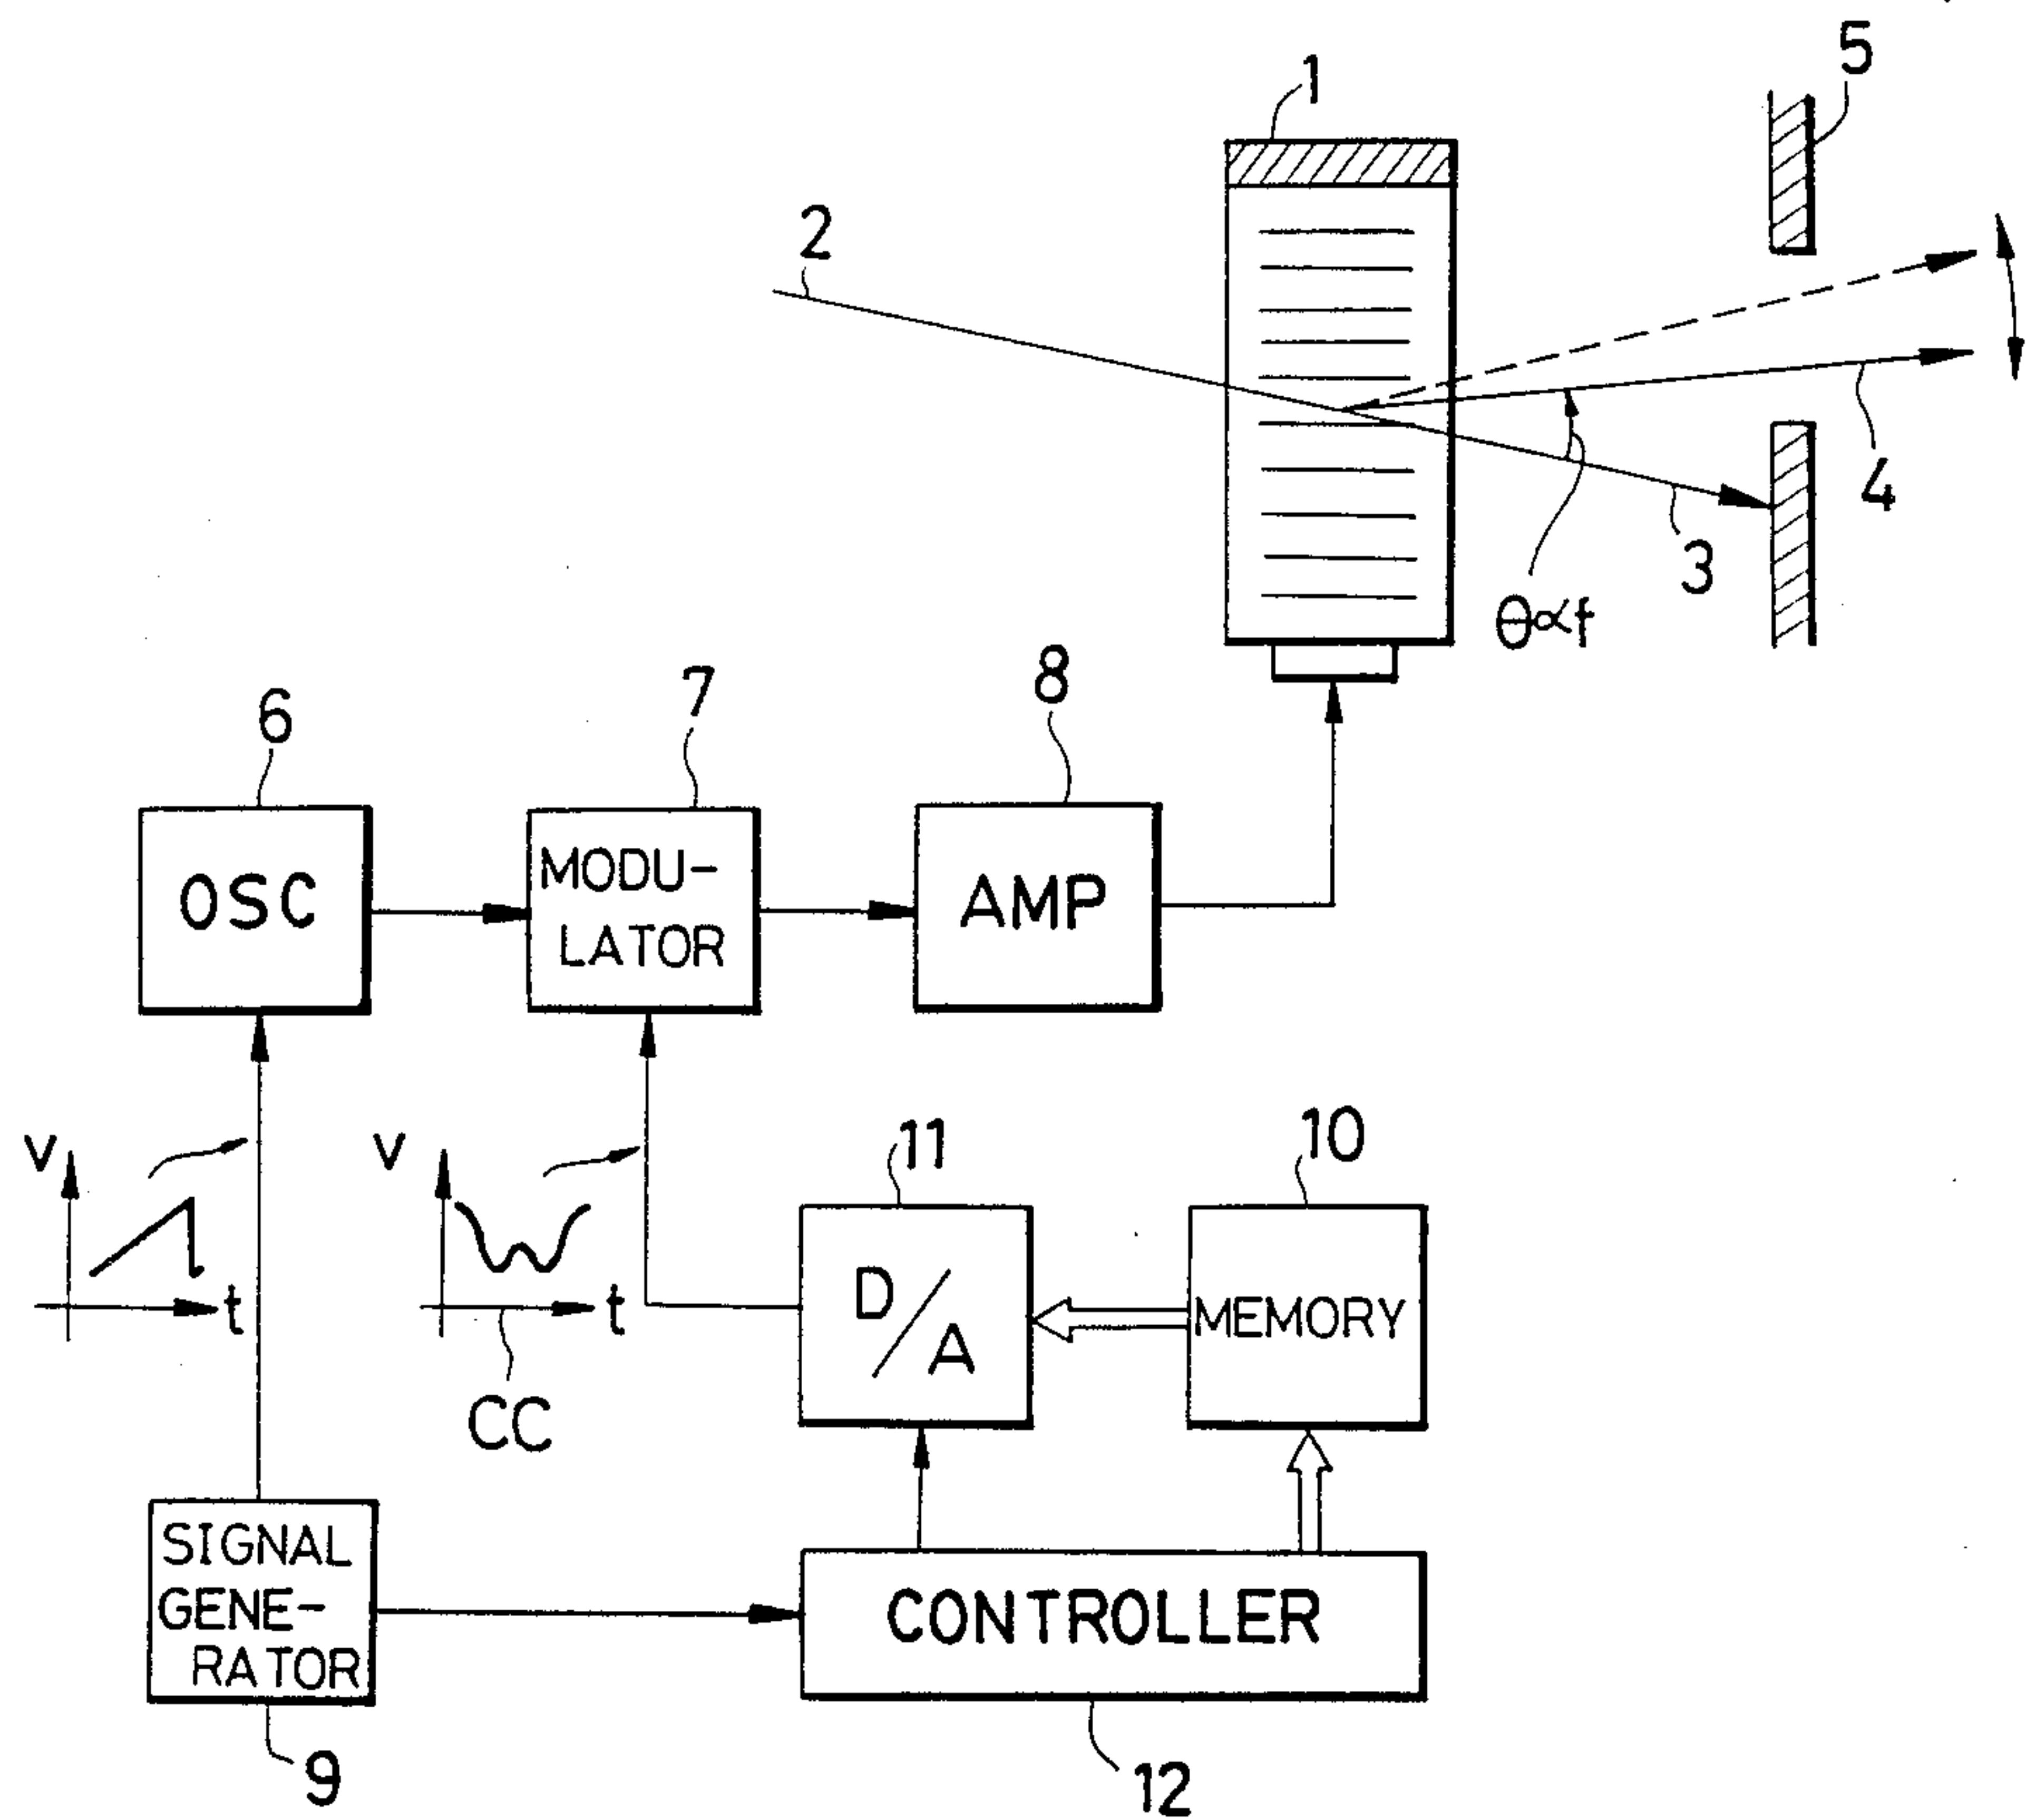 5
1
2
4
3
θ∝f
8
7
6
OSC
MODU-
LATOR
AMP
V
t
V
t
CC
11
10
D/A
MEMORY
SIGNAL
GENE-
RATOR
CONTROLLER
9
12